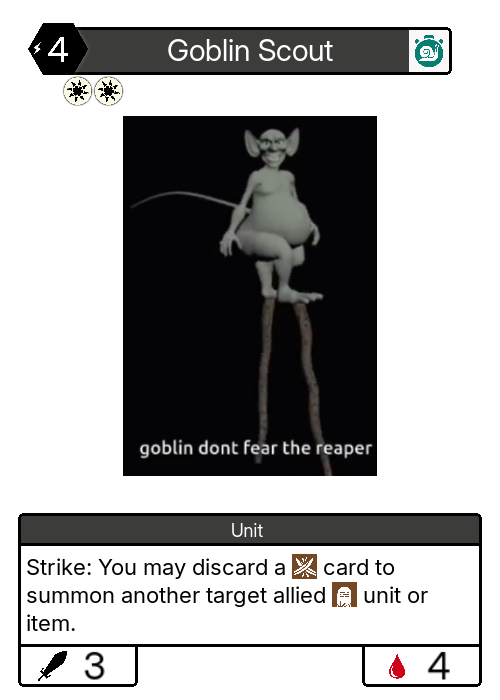 4
Goblin Scout
goblin dont fear the reaper
Unit
Strike: You may discard a card to
summon another target allied unit or
item.
3
4